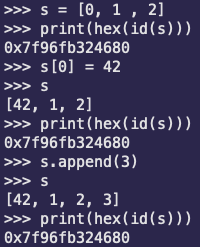 >>> s = [0, 1 , 2]
>>> print(hex(id(s)))
0x7f96fb324680
>>> s[0] = 42
>>> s
[42, 1, 2]
>>> print(hex(id(s)))
0x7f96fb324680
>>> s.append(3)
>>> s
[42, 1, 2, 3]
>>> print(hex(id(s)))
0x7f96fb324680